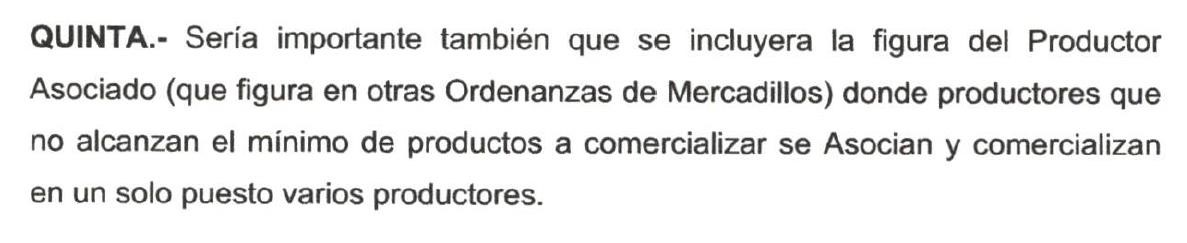 QUINTA.- Sería importante también que se incluyera la figura del Productor
Asociado (que figura en otras Ordenanzas de Mercadillos) donde productores que
no alcanzan el mínimo de productos a comercializar se Asocian y comercializan
en un solo puesto varios productores.